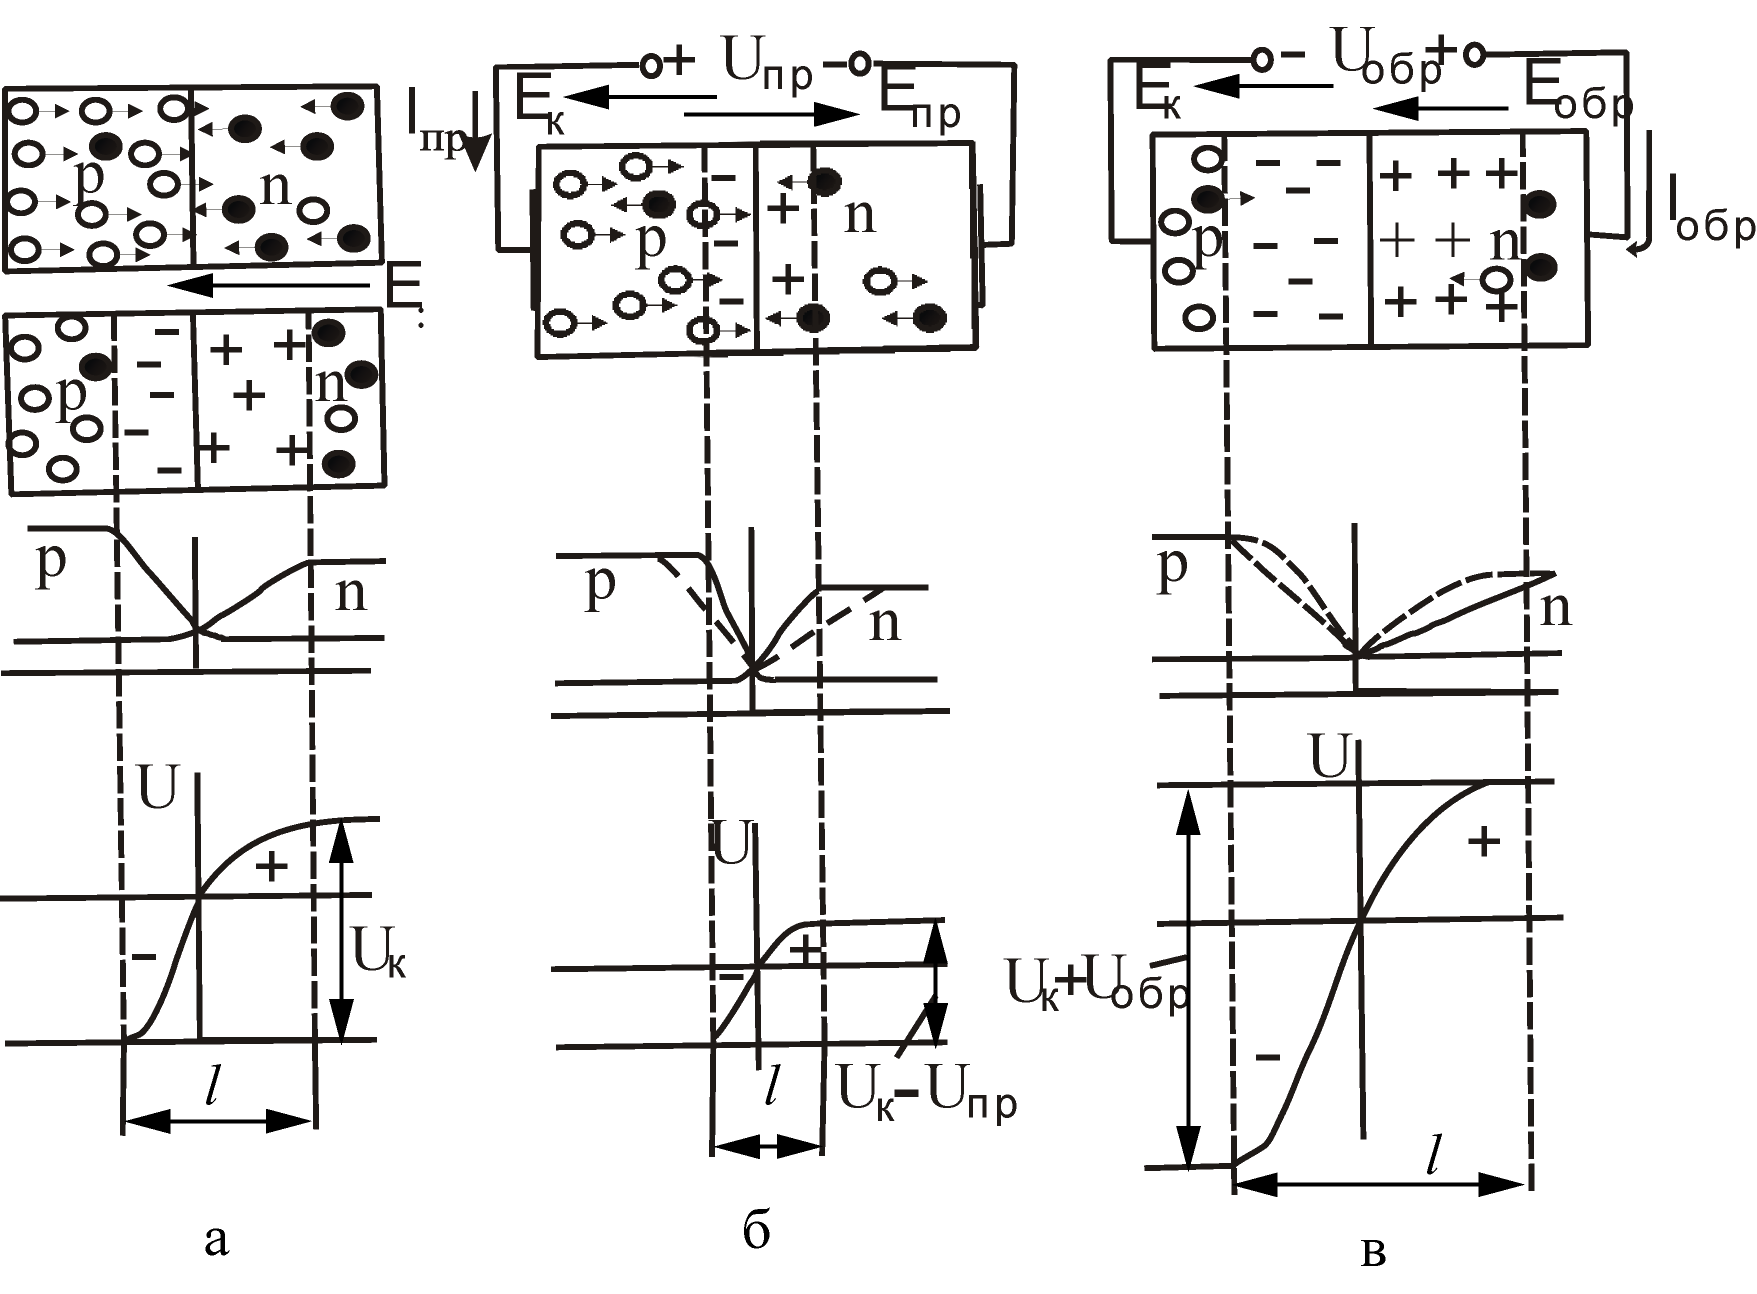 p
n
E
p
n
p
n
U
+
-
Uк
l
а
+ Uпр -
Iпр
Eк
Eпр
p
n
p
n
U
+
-
Uк-Uпр
l
б
- Uобр +
Eк
Eобр
Iобр
p
n
p
n
U
+
Uк+Uобр
-
l
в